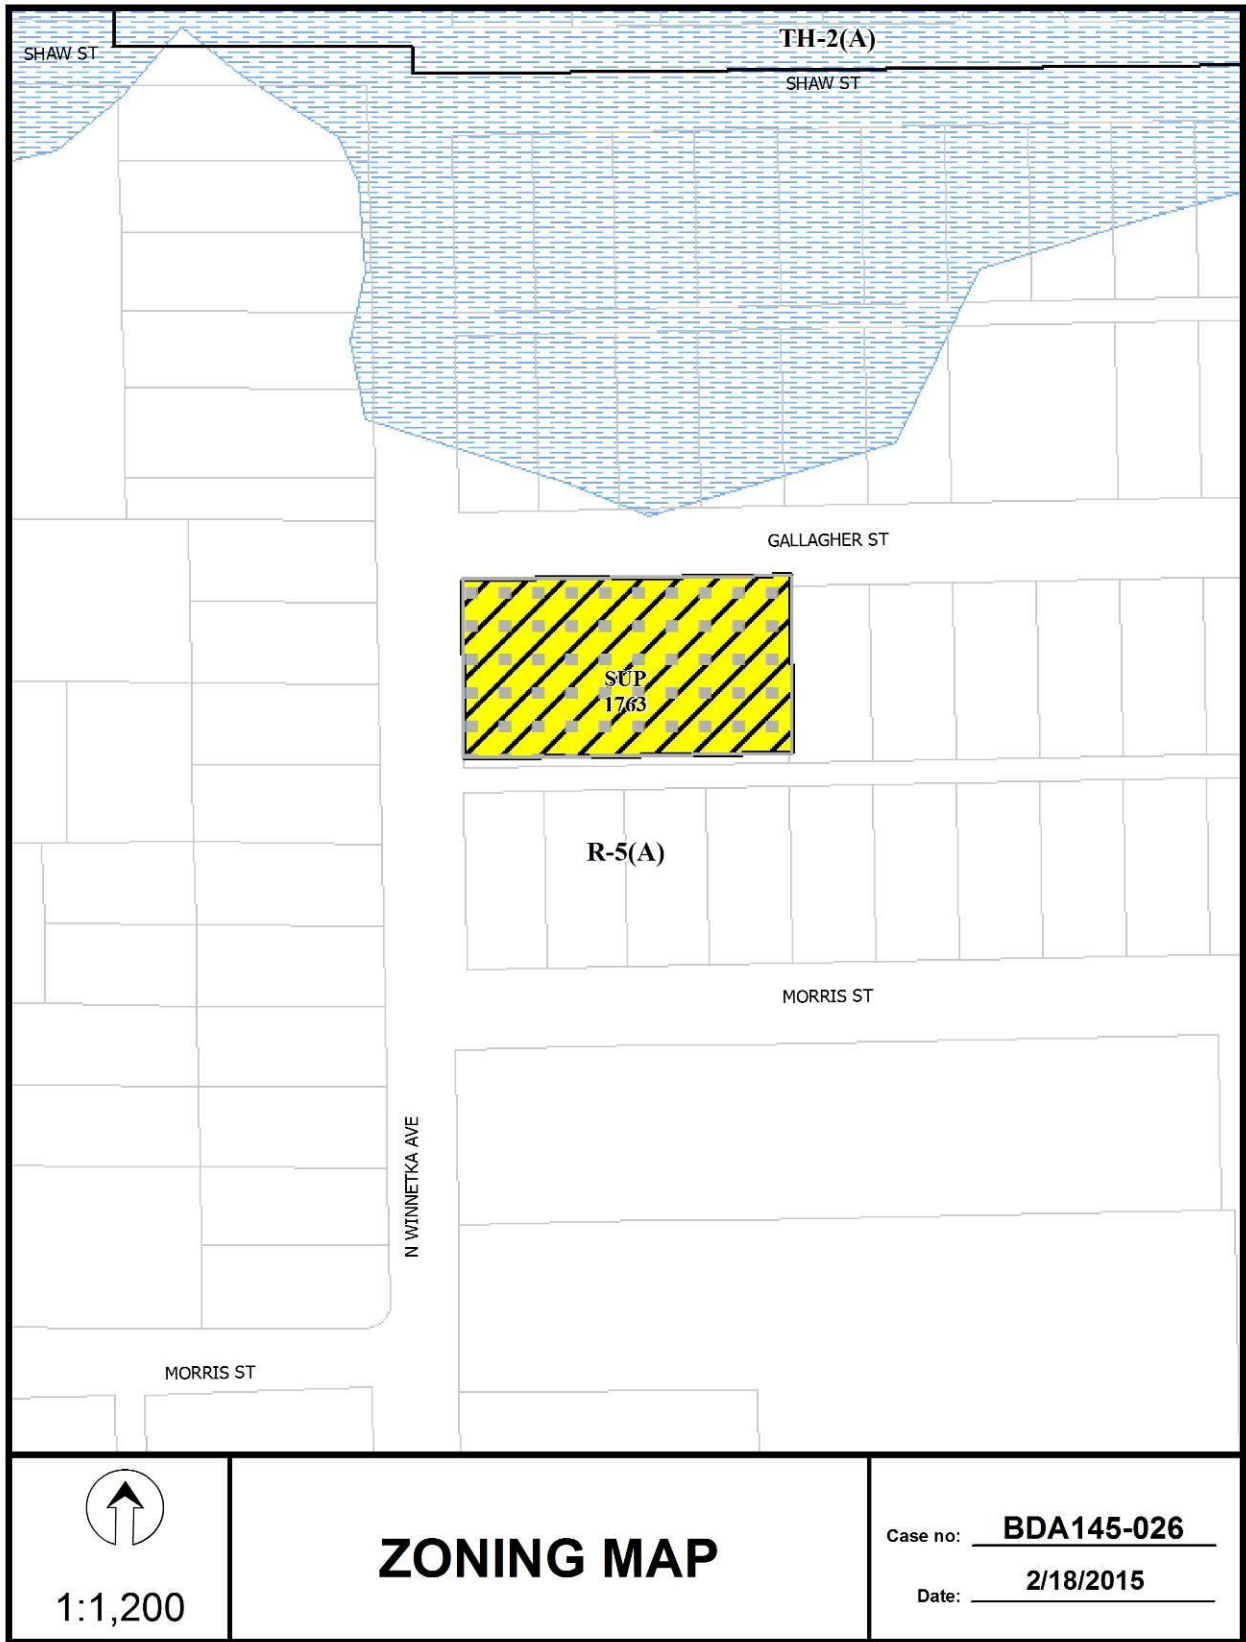 TH-2(A)
SHAW ST
SHAW ST
GALLAGHER ST
SUP
1763
R-5(A)
MORRIS ST
N WINNETKA AVE
MORRIS ST
1:1,200
ZONING MAP
Case no: BDA145-026
Date: 2/18/2015